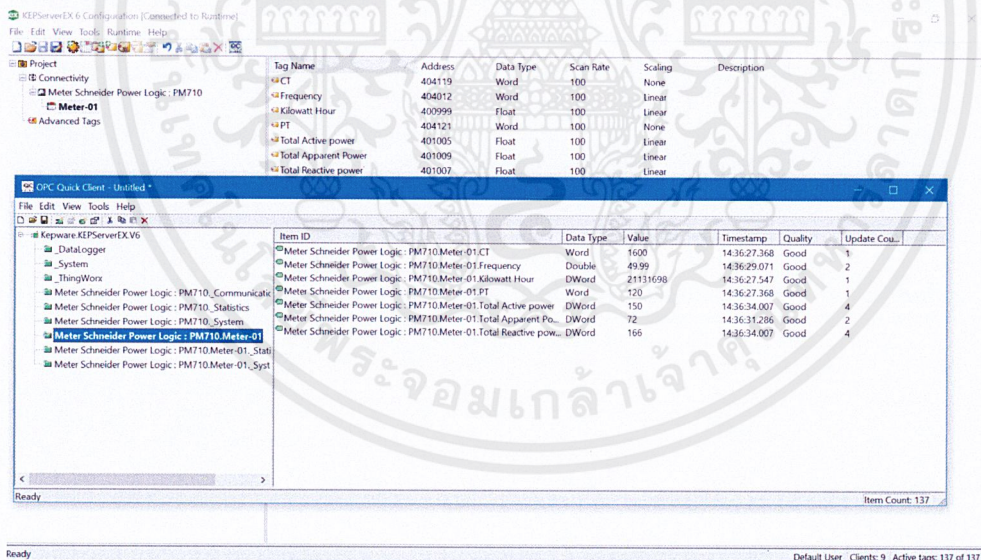 KEPServerEX 6 Configuration [Connected to Runtime]
File Edit View Tools Runtime Help
Project
Connectivity
Meter Schneider Power Logic : PM710
Meter-01
Advanced Tags
Tag Name Address Data Type Scan Rate Scaling Description
CT 404119 Word 100 None
Frequency 404012 Word 100 Linear
Kilowatt Hour 400999 Float 100 Linear
PT 404121 Word 100 None
Total Active power 401005 Float 100 Linear
Total Apparent Power 401009 Float 100 Linear
Total Reactive power 401007 Float 100 Linear
OPC Quick Client - Untitled *
File Edit View Tools Help
Kepware.KEPServerEX.V6
_DataLogger
_System
_ThingWorx
Meter Schneider Power Logic : PM710._Communicatic
Meter Schneider Power Logic : PM710._Statistics
Meter Schneider Power Logic : PM710._System
Meter Schneider Power Logic : PM710.Meter-01
Meter Schneider Power Logic : PM710.Meter-01._Stati
Meter Schneider Power Logic : PM710.Meter-01._Syst
Item ID Data Type Value Timestamp Quality Update Cou...
Meter Schneider Power Logic : PM710.Meter-01.CT Word 1600 14:36:27.368 Good 1
Meter Schneider Power Logic : PM710.Meter-01.Frequency Double 49.99 14:36:29.071 Good 2
Meter Schneider Power Logic : PM710.Meter-01.Kilowatt Hour DWord 21131698 14:36:27.547 Good 1
Meter Schneider Power Logic : PM710.Meter-01.PT Word 120 14:36:27.368 Good 1
Meter Schneider Power Logic : PM710.Meter-01.Total Active power DWord 150 14:36:34.007 Good 4
Meter Schneider Power Logic : PM710.Meter-01.Total Apparent Po... DWord 72 14:36:31.286 Good 2
Meter Schneider Power Logic : PM710.Meter-01.Total Reactive pow... DWord 166 14:36:34.007 Good 4
Ready
Item Count: 137
Ready
Default User Clients: 9 Active tags: 137 of 137